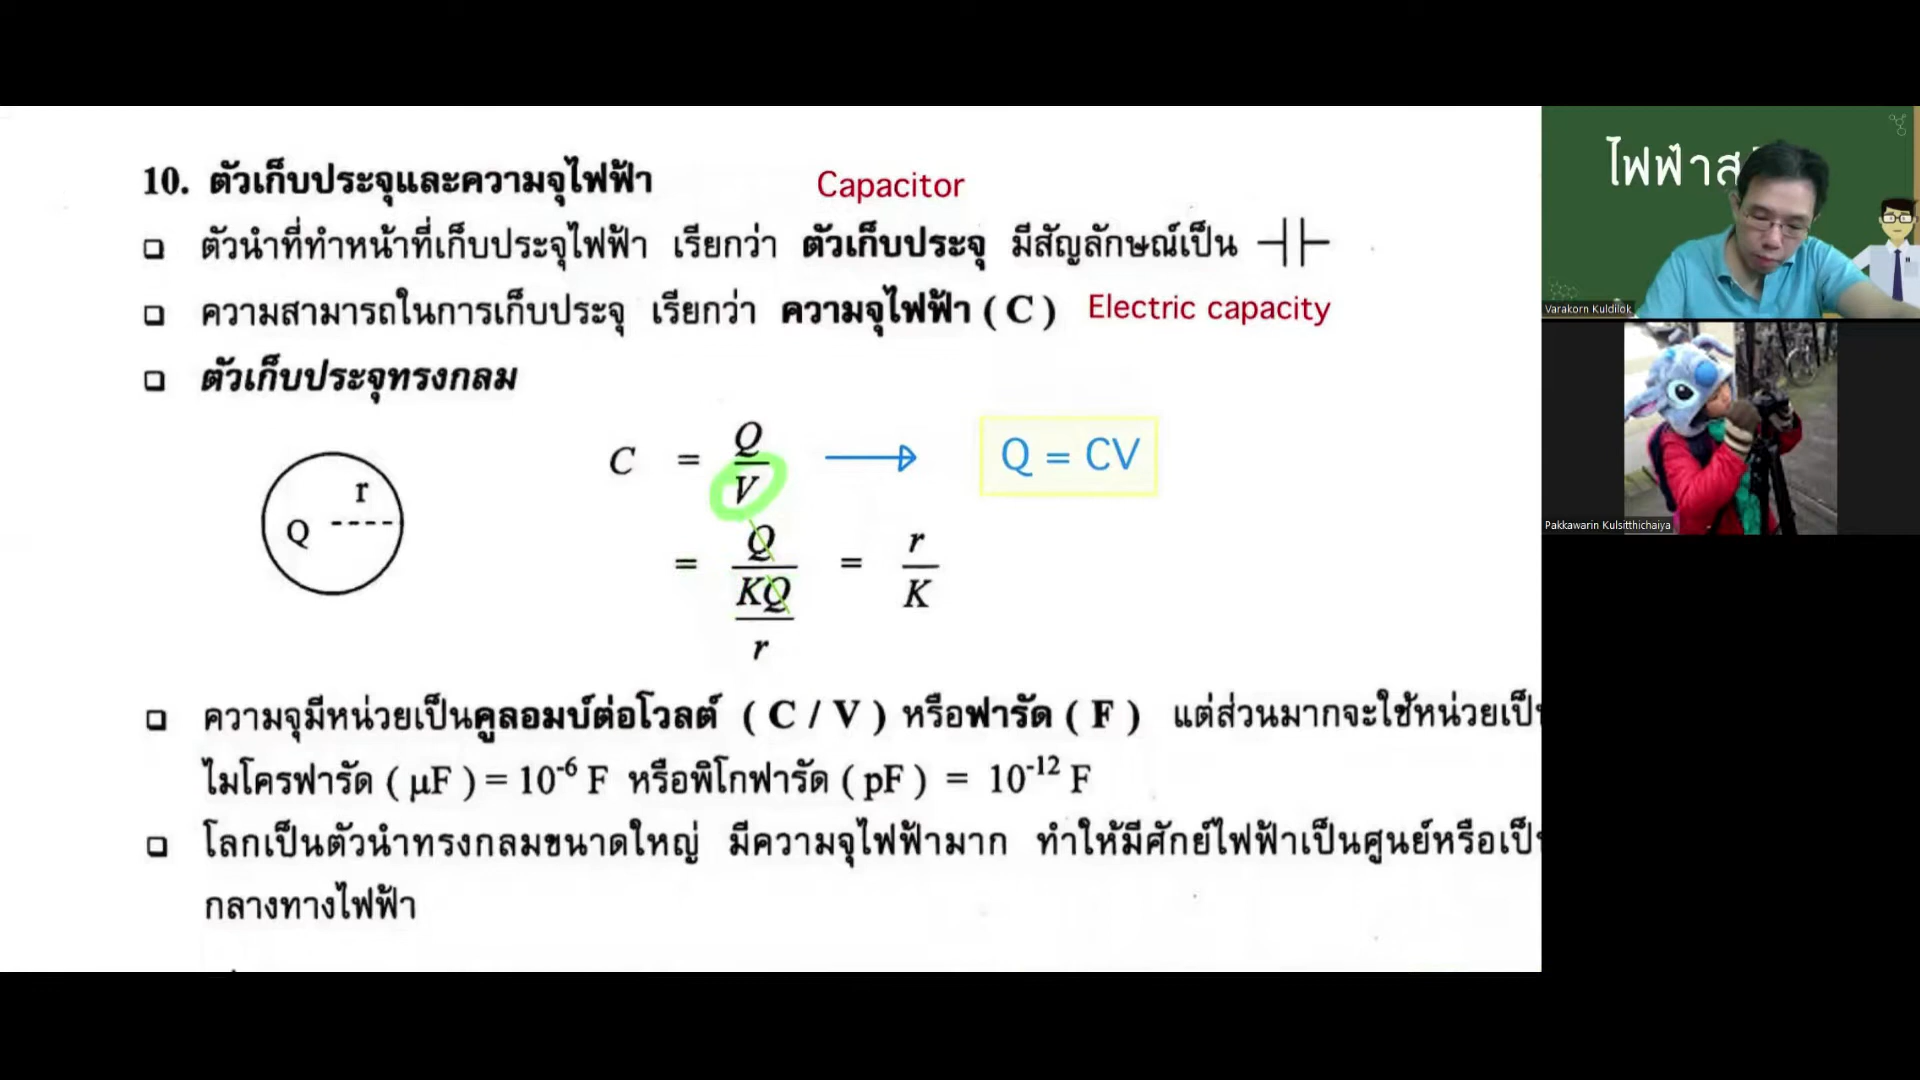 10. ตัวเก็บประจุและความจุไฟฟ้า
Capacitor
❑ ตัวนำที่ทำหน้าที่เก็บประจุไฟฟ้า เรียกว่า ตัวเก็บประจุ มีสัญลักษณ์เป็น
❑ ความสามารถในการเก็บประจุ เรียกว่า ความจุไฟฟ้า ( C ) Electric capacity
❑ ตัวเก็บประจุทรงกลม
r
Q
C = Q / V
Q = CV
= Q / (KQ / r) = r / K
❑ ความจุมีหน่วยเป็นคูลอมบ์ต่อโวลต์ ( C / V ) หรือฟารัด ( F ) แต่ส่วนมากจะใช้หน่วย
ไมโครฟารัด ( μF ) = 10⁻⁶ F หรือพิโกฟารัด ( pF ) = 10⁻¹² F
❑ โลกเป็นตัวนำทรงกลมขนาดใหญ่ มีความจุไฟฟ้ามาก ทำให้มีศักย์ไฟฟ้าเป็นศูนย์หรือ
กลางทางไฟฟ้า
Varakorn Kuldilok
Pakkawarin Kulsitthichaiya